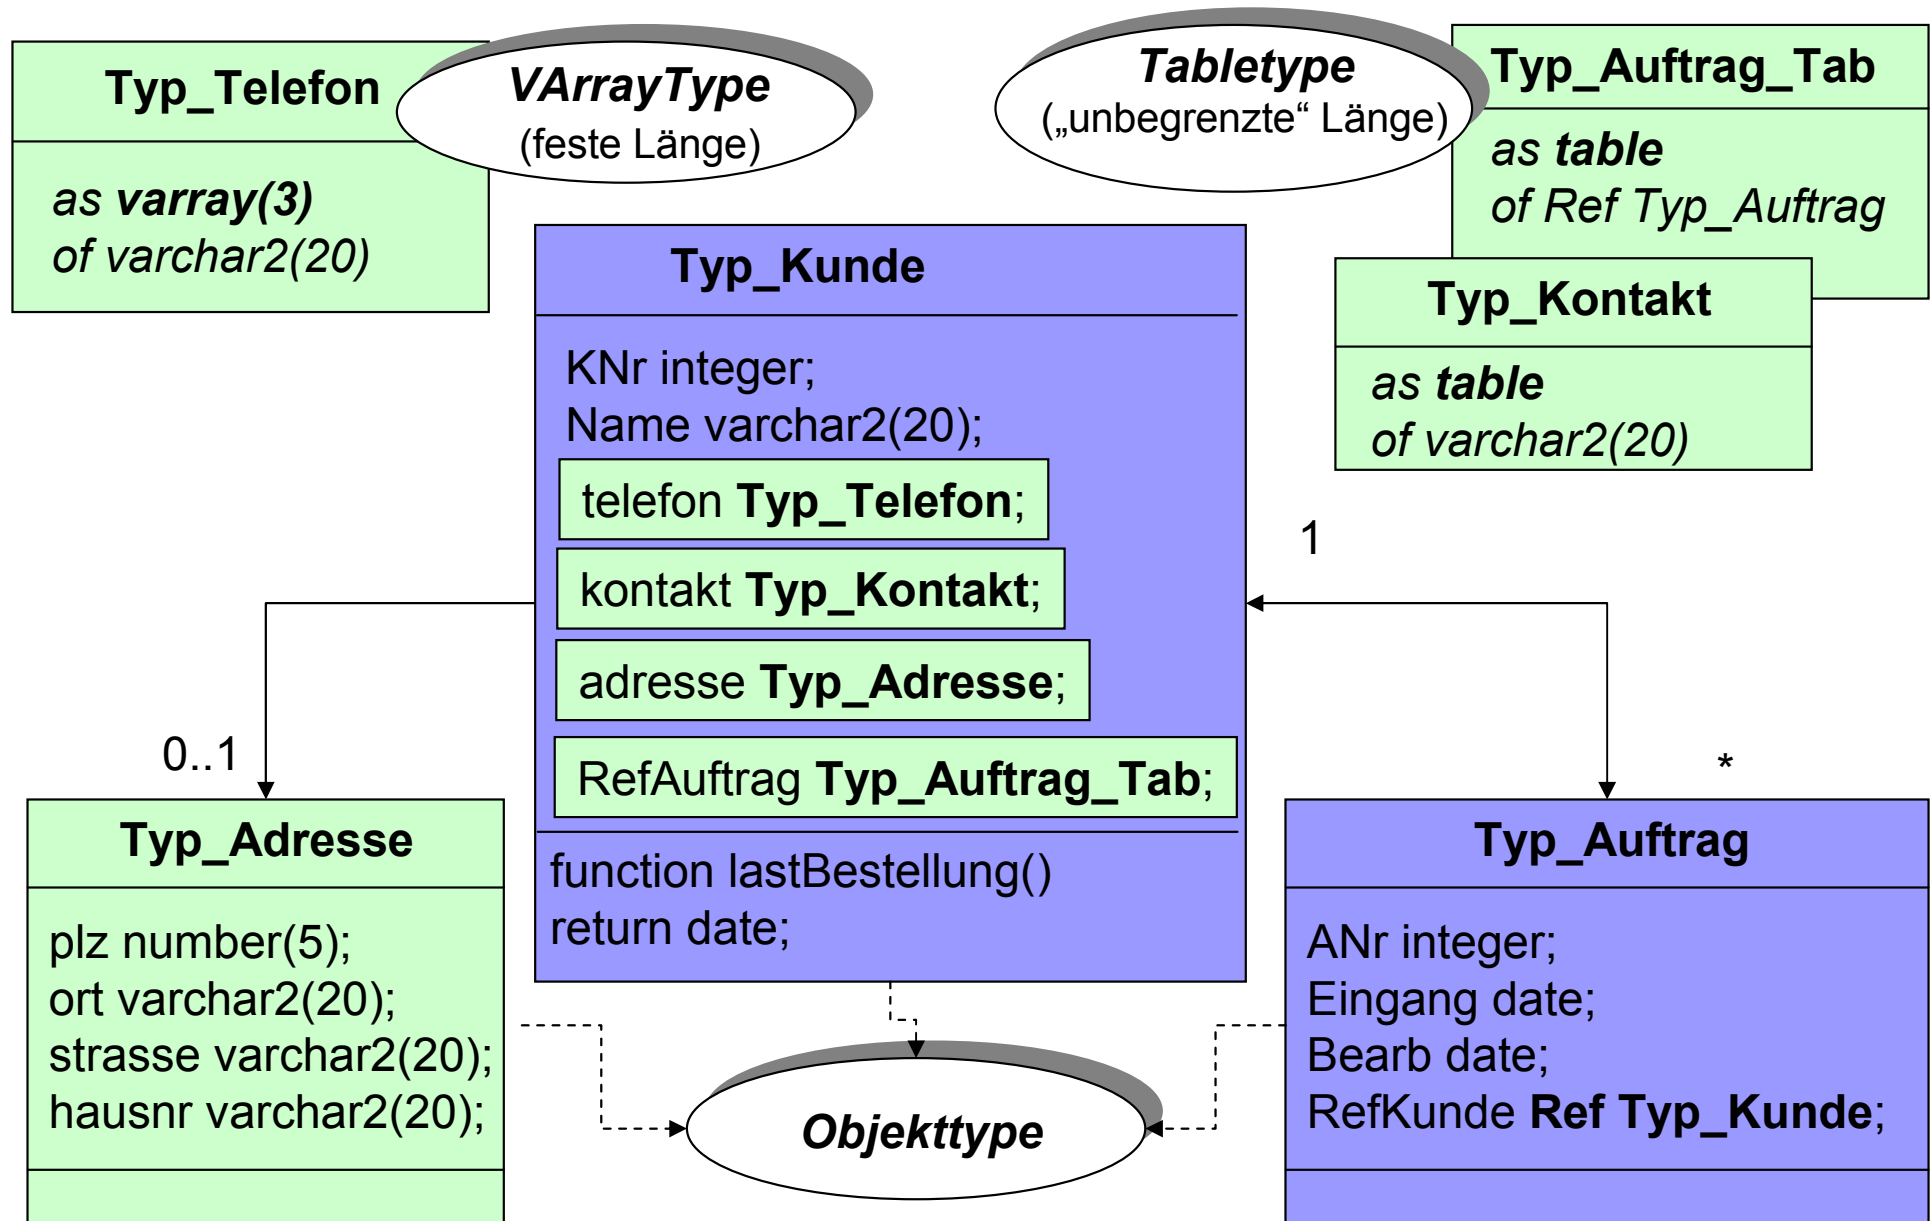 Typ_Telefon
as varray(3)
of varchar2(20)
VArrayType
(feste Länge)
Tabletype
(„unbegrenzte“ Länge)
Typ_Auftrag_Tab
as table
of Ref Typ_Auftrag
Typ_Kontakt
as table
of varchar2(20)
Typ_Kunde
KNr integer;
Name varchar2(20);
telefon Typ_Telefon;
kontakt Typ_Kontakt;
adresse Typ_Adresse;
RefAuftrag Typ_Auftrag_Tab;
function lastBestellung()
return date;
1
*
0..1
Typ_Adresse
plz number(5);
ort varchar2(20);
strasse varchar2(20);
hausnr varchar2(20);
Objekttype
Typ_Auftrag
ANr integer;
Eingang date;
Bearb date;
RefKunde Ref Typ_Kunde;